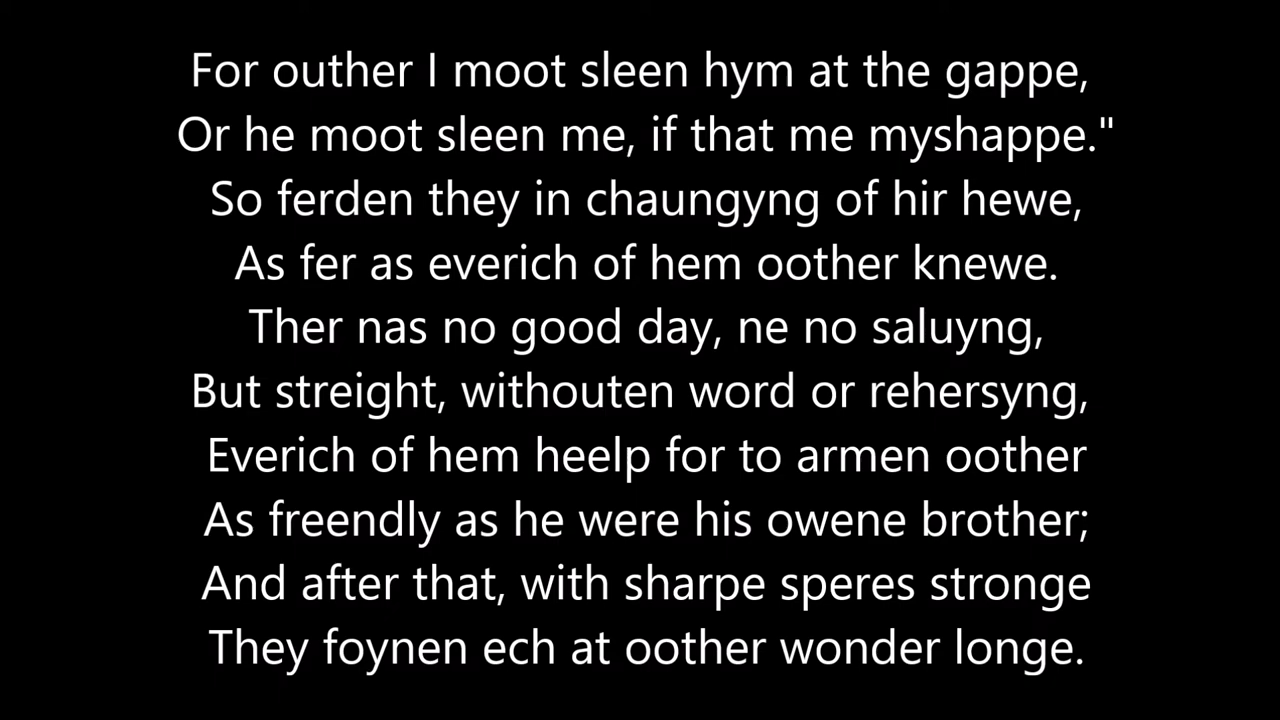 For outher I moot sleen hym at the gappe,
Or he moot sleen me, if that me myshappe."
So ferden they in chaungyng of hir hewe,
As fer as everich of hem oother knewe.
Ther nas no good day, ne no saluyng,
But streight, withouten word or rehersyng,
Everich of hem heelp for to armen oother
As freendly as he were his owene brother;
And after that, with sharpe speres stronge
They foynen ech at oother wonder longe.